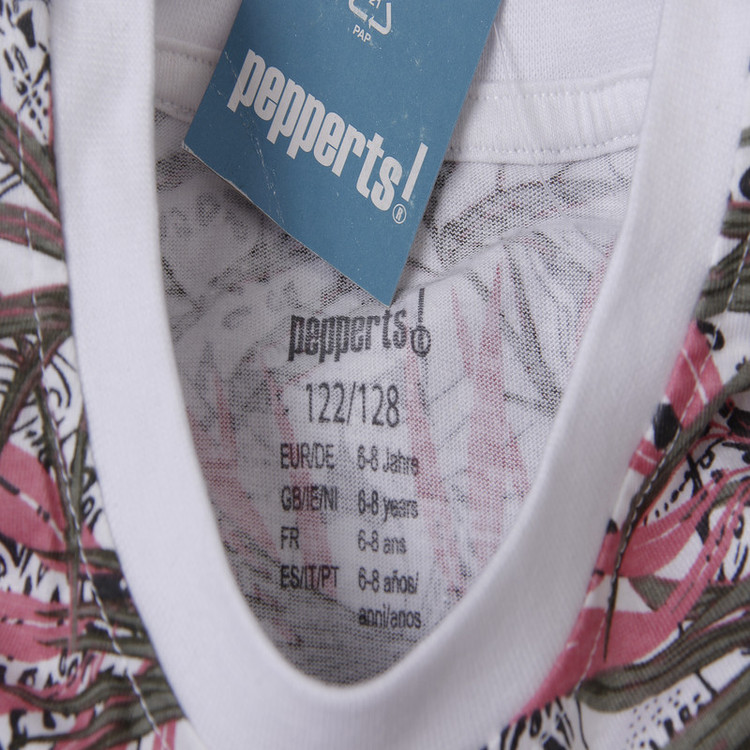 21
PAP
pepperts!®
pepperts!®
122/128
EUR/DE 6-8 Jahre
GB/IE/NI 6-8 years
FR 6-8 ans
ES/IT/PT 6-8 años/
anni/anos